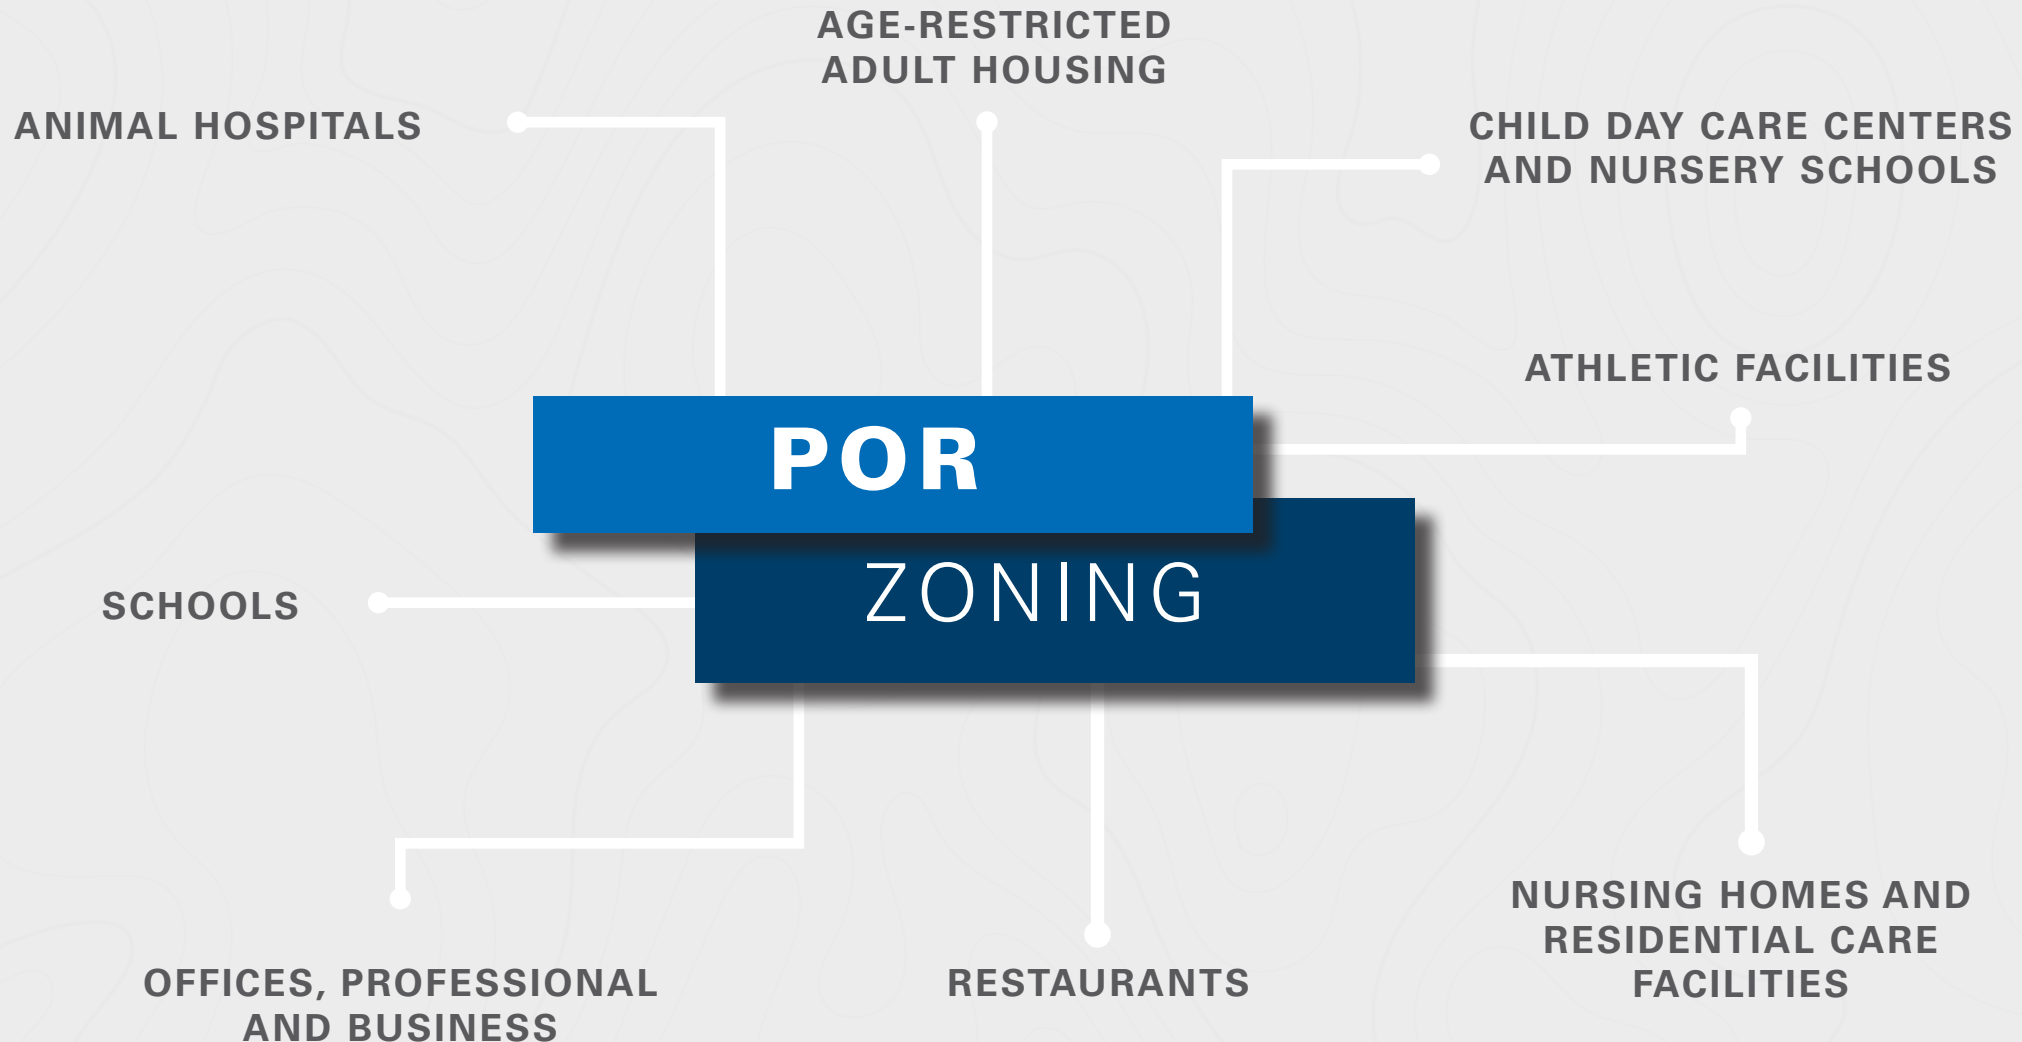 AGE-RESTRICTED
ADULT HOUSING
ANIMAL HOSPITALS
CHILD DAY CARE CENTERS
AND NURSERY SCHOOLS
ATHLETIC FACILITIES
POR
ZONING
SCHOOLS
NURSING HOMES AND
RESIDENTIAL CARE
FACILITIES
OFFICES, PROFESSIONAL
AND BUSINESS
RESTAURANTS